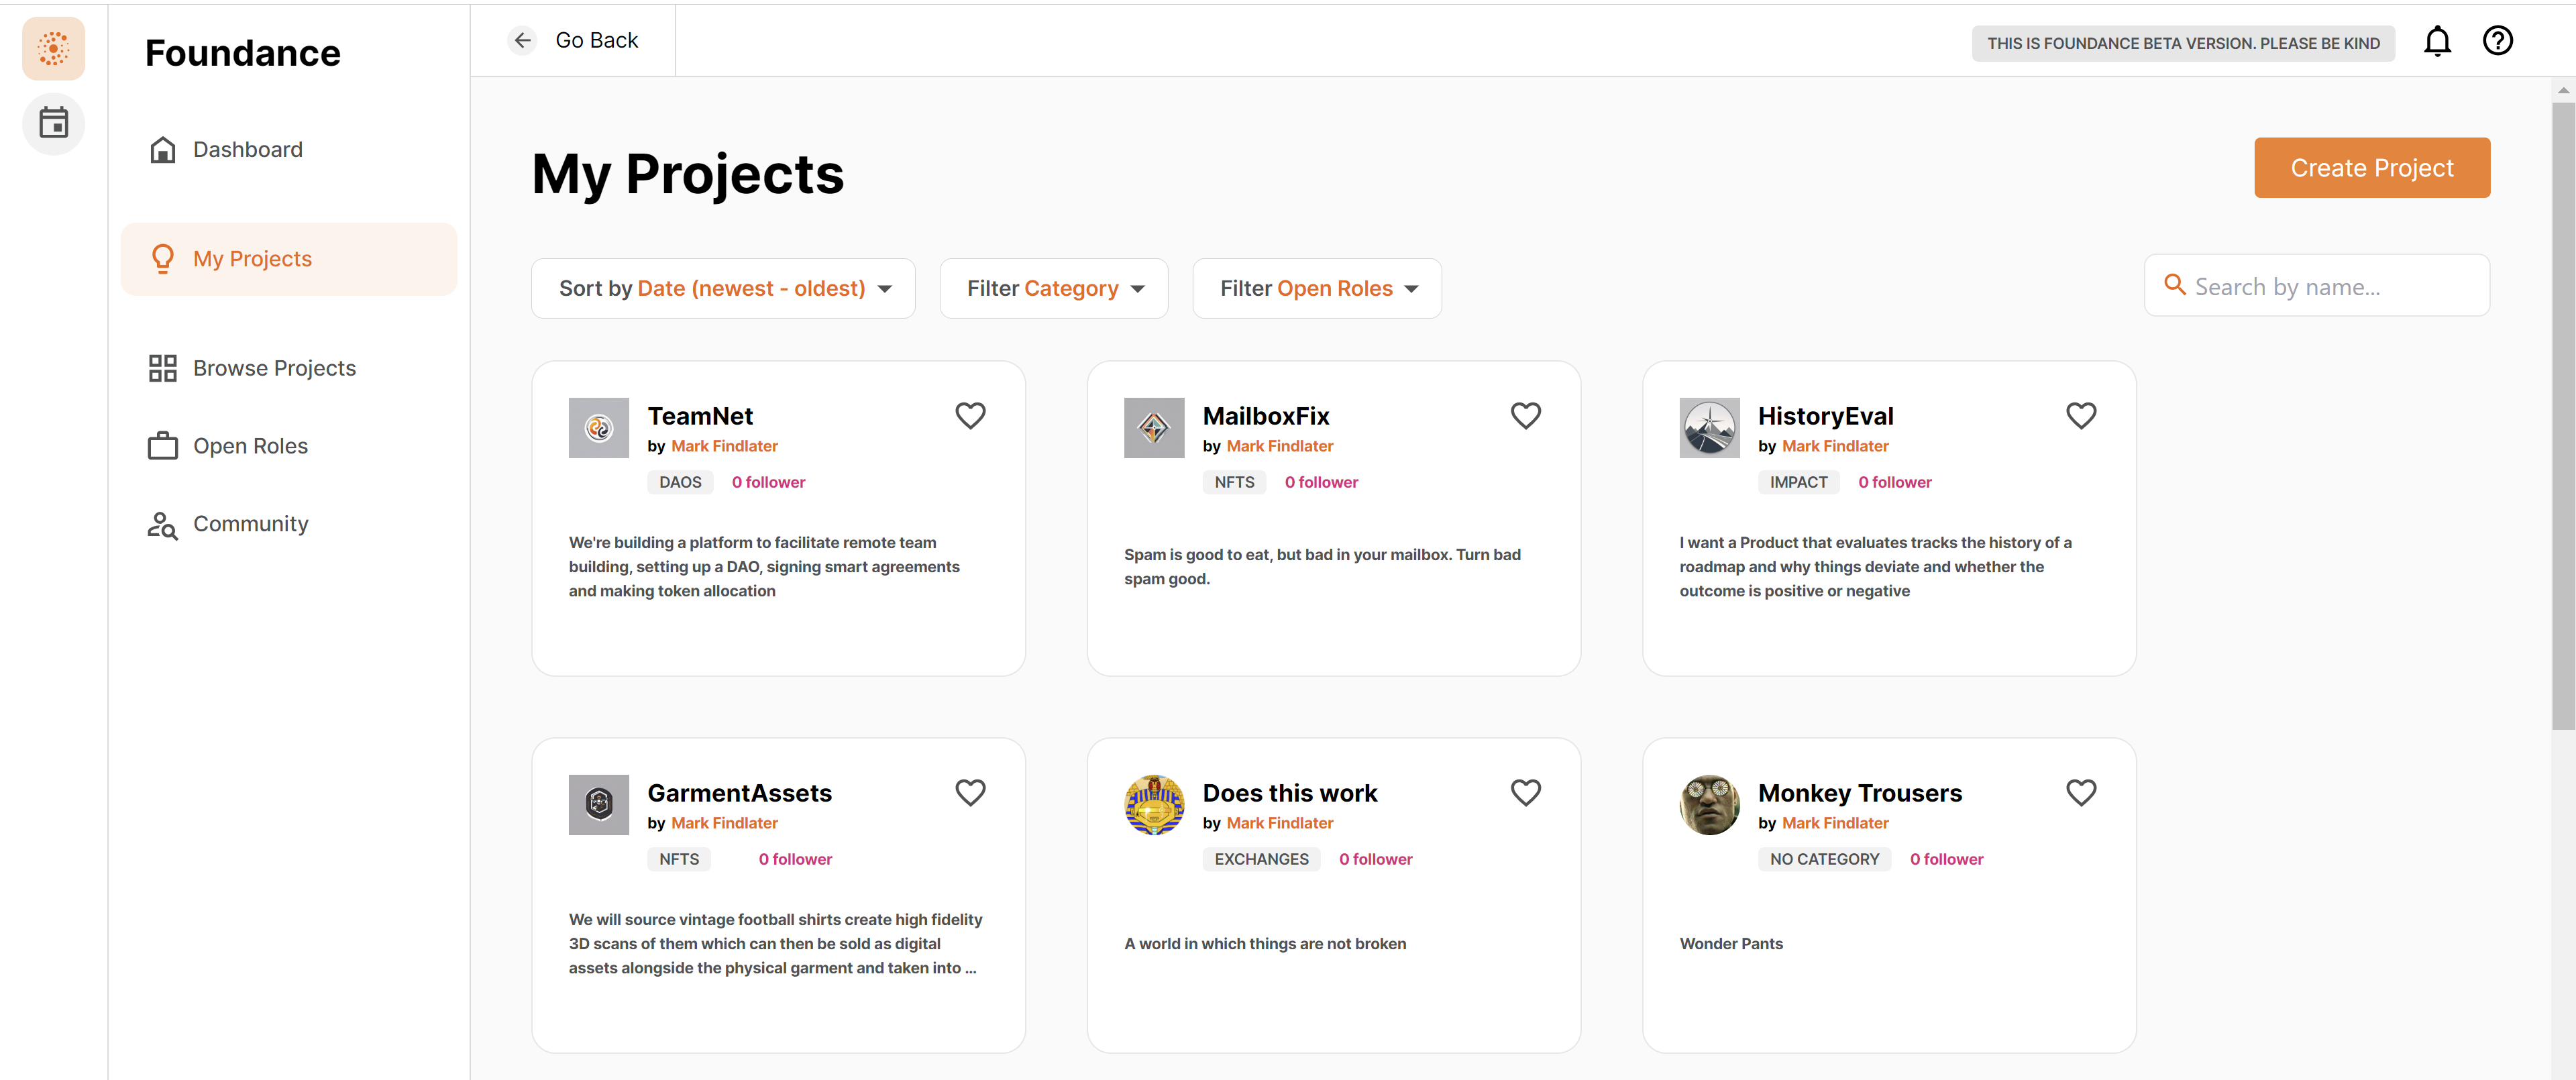 Foundance
Dashboard
My Projects
Browse Projects
Open Roles
Community
Go Back
THIS IS FOUNDANCE BETA VERSION. PLEASE BE KIND
My Projects
Create Project
Sort by Date (newest - oldest)
Filter Category
Filter Open Roles
Search by name...
TeamNet
by Mark Findlater
DAOS
0 follower
We're building a platform to facilitate remote team
building, setting up a DAO, signing smart agreements
and making token allocation
MailboxFix
by Mark Findlater
NFTS
0 follower
Spam is good to eat, but bad in your mailbox. Turn bad
spam good.
HistoryEval
by Mark Findlater
IMPACT
0 follower
I want a Product that evaluates tracks the history of a
roadmap and why things deviate and whether the
outcome is positive or negative
GarmentAssets
by Mark Findlater
NFTS
0 follower
We will source vintage football shirts create high fidelity
3D scans of them which can then be sold as digital
assets alongside the physical garment and taken into ...
Does this work
by Mark Findlater
EXCHANGES
0 follower
A world in which things are not broken
Monkey Trousers
by Mark Findlater
NO CATEGORY
0 follower
Wonder Pants